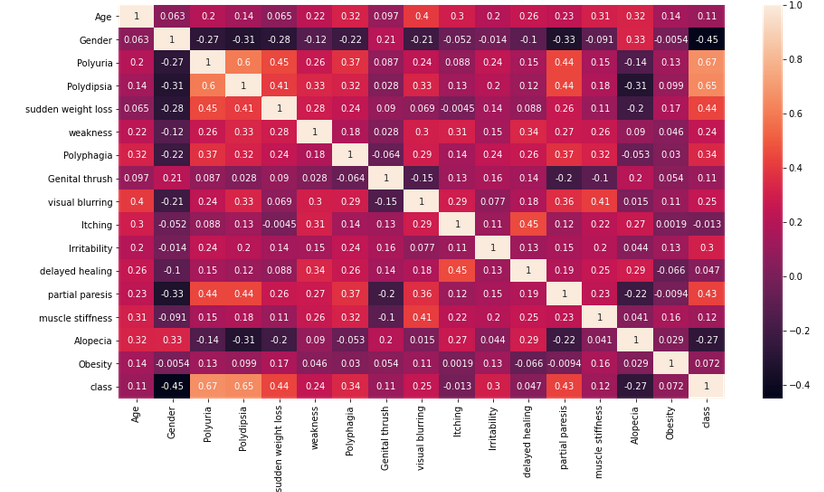 Age 1 0.063 0.2 0.14 0.065 0.22 0.32 0.097 0.4 0.3 0.2 0.26 0.23 0.31 0.32 0.14 0.11
Gender 0.063 1 -0.27 -0.31 -0.28 -0.12 -0.22 0.21 -0.21 -0.052 -0.014 -0.1 -0.33 -0.091 0.33 -0.0054 -0.45
Polyuria 0.2 -0.27 1 0.6 0.45 0.26 0.37 0.087 0.24 0.088 0.24 0.15 0.44 0.15 -0.14 0.13 0.67
Polydipsia 0.14 -0.31 0.6 1 0.41 0.33 0.32 0.028 0.33 0.13 0.2 0.12 0.44 0.18 -0.31 0.099 0.65
sudden weight loss 0.065 -0.28 0.45 0.41 1 0.28 0.24 0.09 0.069 -0.0045 0.14 0.088 0.26 0.11 -0.2 0.17 0.44
weakness 0.22 -0.12 0.26 0.33 0.28 1 0.18 0.028 0.3 0.31 0.15 0.34 0.27 0.26 0.09 0.046 0.24
Polyphagia 0.32 -0.22 0.37 0.32 0.24 0.18 1 -0.064 0.29 0.14 0.24 0.26 0.37 0.32 -0.053 0.03 0.34
Genital thrush 0.097 0.21 0.087 0.028 0.09 0.028 -0.064 1 -0.15 0.13 0.16 0.14 -0.2 -0.1 0.2 0.054 0.11
visual blurring 0.4 -0.21 0.24 0.33 0.069 0.3 0.29 -0.15 1 0.29 0.077 0.18 0.36 0.41 0.015 0.11 0.25
Itching 0.3 -0.052 0.088 0.13 -0.0045 0.31 0.14 0.13 0.29 1 0.11 0.45 0.12 0.22 0.27 0.0019 -0.013
Irritability 0.2 -0.014 0.24 0.2 0.14 0.15 0.24 0.16 0.077 0.11 1 0.13 0.15 0.2 0.044 0.13 0.3
delayed healing 0.26 -0.1 0.15 0.12 0.088 0.34 0.26 0.14 0.18 0.45 0.13 1 0.19 0.25 0.29 -0.066 0.047
partial paresis 0.23 -0.33 0.44 0.44 0.26 0.27 0.37 -0.2 0.36 0.12 0.15 0.19 1 0.23 -0.22 -0.0094 0.43
muscle stiffness 0.31 -0.091 0.15 0.18 0.11 0.26 0.32 -0.1 0.41 0.22 0.2 0.25 0.23 1 0.041 0.16 0.12
Alopecia 0.32 0.33 -0.14 -0.31 -0.2 0.09 -0.053 0.2 0.015 0.27 0.044 0.29 -0.22 0.041 1 0.029 -0.27
Obesity 0.14 -0.0054 0.13 0.099 0.17 0.046 0.03 0.054 0.11 0.0019 0.13 -0.066 -0.0094 0.16 0.029 1 0.072
class 0.11 -0.45 0.67 0.65 0.44 0.24 0.34 0.11 0.25 -0.013 0.3 0.047 0.43 0.12 -0.27 0.072 1
Age
Gender
Polyuria
Polydipsia
sudden weight loss
weakness
Polyphagia
Genital thrush
visual blurring
Itching
Irritability
delayed healing
partial paresis
muscle stiffness
Alopecia
Obesity
class
1.0
0.8
0.6
0.4
0.2
0.0
−0.2
−0.4